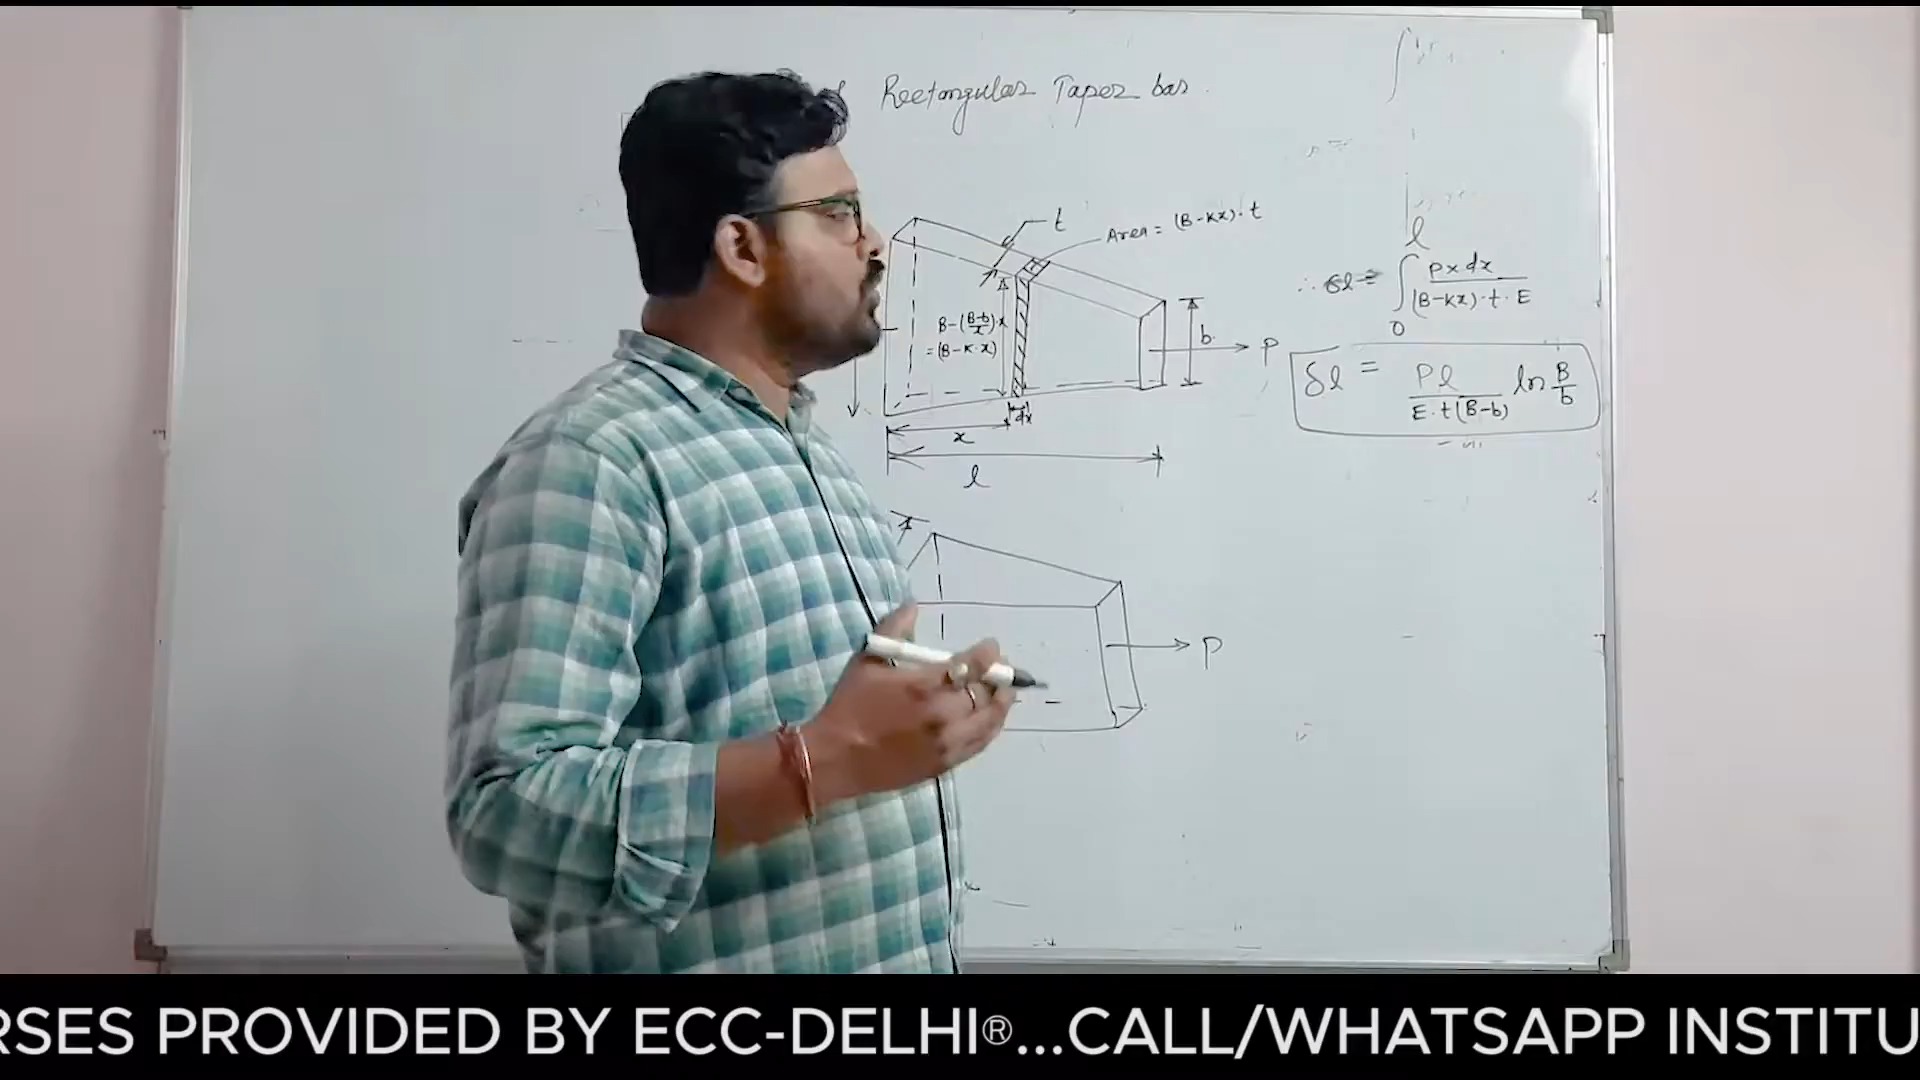 Rectangular Taper bar.
t
Area = (B-Kx)·t
B-(B-b/x)·x
=(B-K·x)
b.
P
dx
x
l
∴ δl = ∫₀ˡ P x dx / (B-Kx)·t·E
δl = Pl / E·t(B-b) ln B/b
P
RSES PROVIDED BY ECC-DELHI®...CALL/WHATSAPP INSTITU